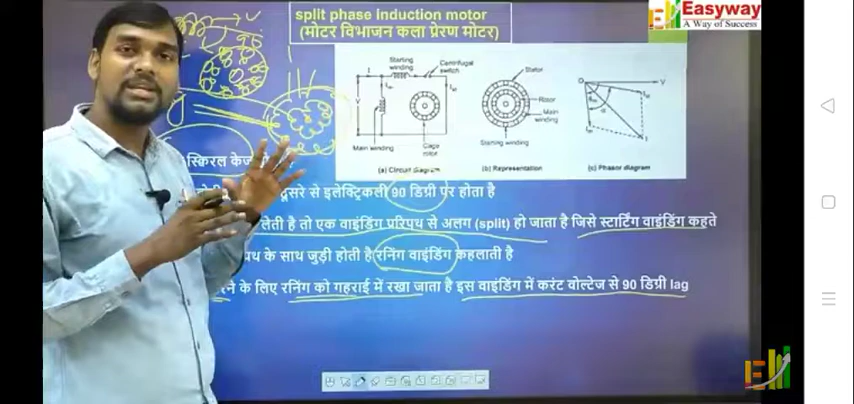 split phase induction motor
(मोटर विभाजन कला प्रेरण मोटर)
Easyway
A Way of Success
Starting
winding
Centrifugal
switch
I
V
Main winding
Cage
rotor
(a) Circuit diagram
Stator
Rotor
Main
winding
Starting winding
(b) Representation
O
V
α
I
(c) Phasor diagram
स्क्विरल केज
दूसरे से इलेक्ट्रिकली 90 डिग्री पर होता है
लेती है तो एक वाइंडिंग परिपथ से अलग (split) हो जाता है जिसे स्टार्टिंग वाइंडिंग कहते
के साथ जुड़ी होती है रनिंग वाइंडिंग कहलाती है
के लिए रनिंग को गहराई में रखा जाता है इस वाइंडिंग में करंट वोल्टेज से 90 डिग्री lag